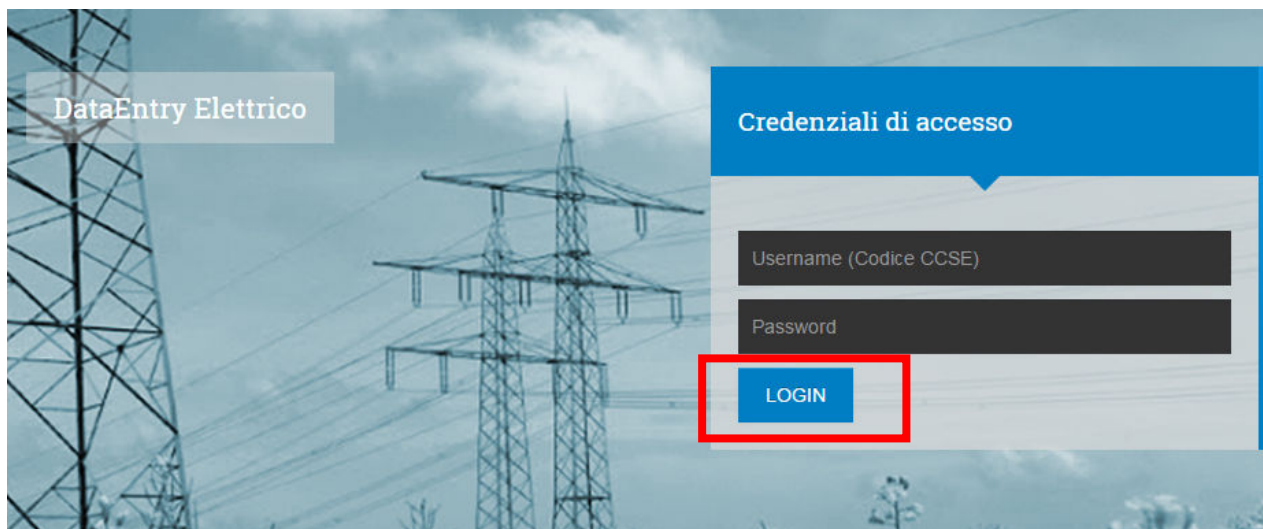 DataEntry Elettrico
Credenziali di accesso
Username (Codice CCSE)
Password
LOGIN